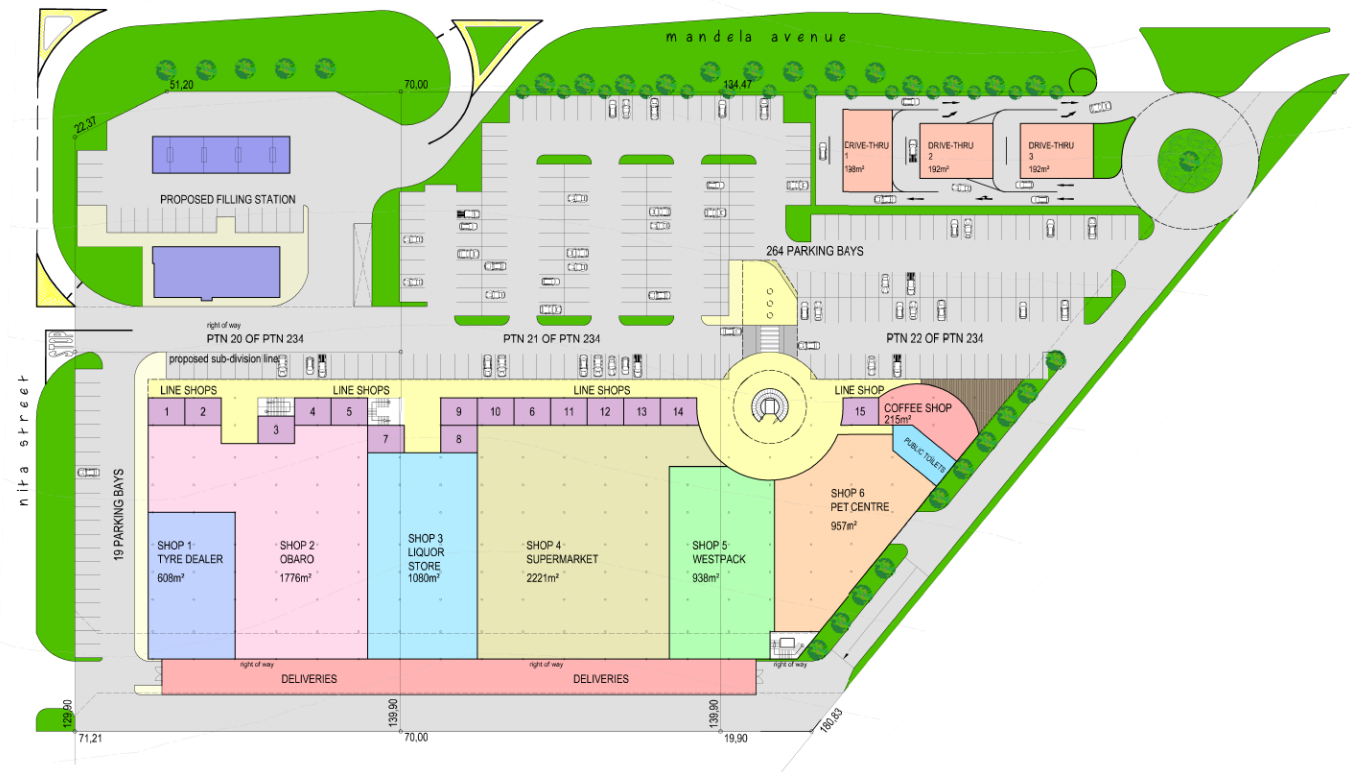 mandela avenue
51,20
70,00
134.47
22,37
DRIVE-THRU
1
198m²
DRIVE-THRU
2
192m²
DRIVE-THRU
3
192m²
PROPOSED FILLING STATION
264 PARKING BAYS
right of way
PTN 20 OF PTN 234
PTN 21 OF PTN 234
PTN 22 OF PTN 234
STOP
proposed sub-division line
nita street
LINE SHOPS
LINE SHOPS
LINE SHOPS
LINE SHOP
1
2
3
4
5
7
9
8
10
6
11
12
13
14
15
COFFEE SHOP
215m²
PUBLIC TOILETS
19 PARKING BAYS
SHOP 1
TYRE DEALER
608m²
SHOP 2
OBARO
1776m²
SHOP 3
LIQUOR
STORE
1080m²
SHOP 4
SUPERMARKET
2221m²
SHOP 5
WESTPACK
938m²
SHOP 6
PET CENTRE
957m²
right of way
right of way
right of way
DELIVERIES
DELIVERIES
129,90
139,90
139,90
180,83
71,21
70,00
19,90